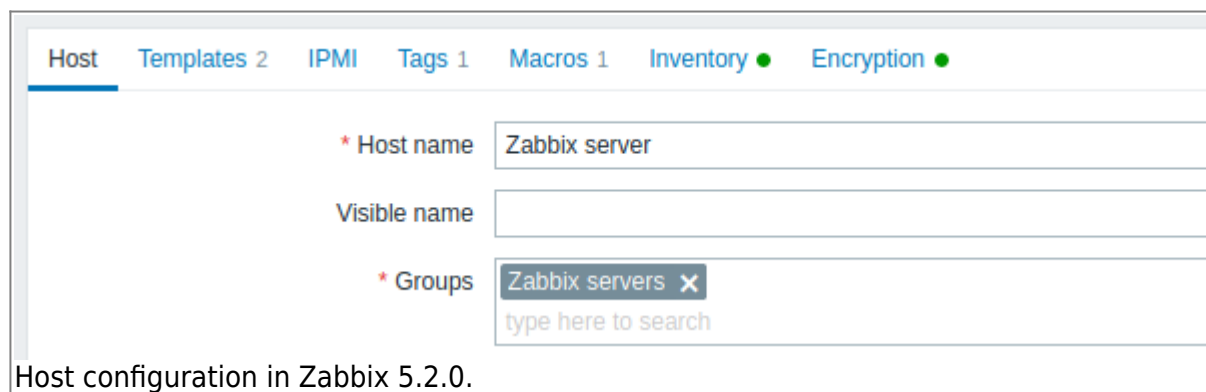 Host Templates 2 IPMI Tags 1 Macros 1 Inventory Encryption
* Host name Zabbix server
Visible name
* Groups Zabbix servers
type here to search
Host configuration in Zabbix 5.2.0.